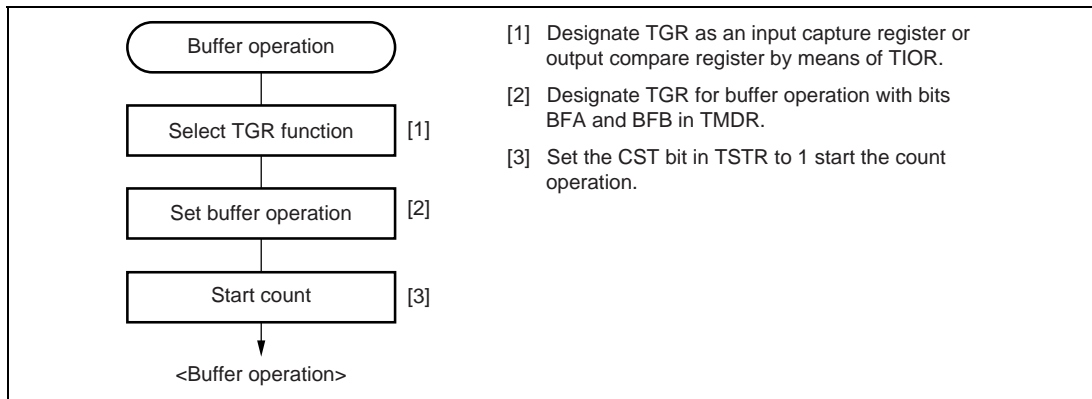 Buffer operation
Select TGR function
[1]
Set buffer operation
[2]
Start count
[3]
<Buffer operation>
[1] Designate TGR as an input capture register or
output compare register by means of TIOR.
[2] Designate TGR for buffer operation with bits
BFA and BFB in TMDR.
[3] Set the CST bit in TSTR to 1 start the count
operation.